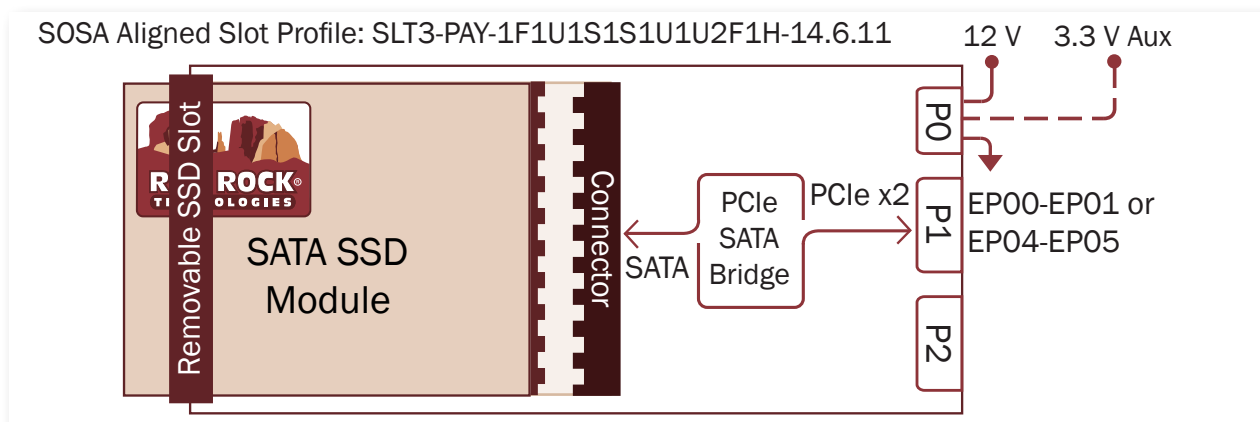 SOSA Aligned Slot Profile: SLT3-PAY-1F1U1S1S1U1U2F1H-14.6.11
12 V
3.3 V Aux
Removable SSD Slot
R ROCK®
T OLOGIES
SATA SSD
Module
Connector
SATA
PCIe
SATA
Bridge
PCIe x2
P0
P1
P2
EP00-EP01 or
EP04-EP05